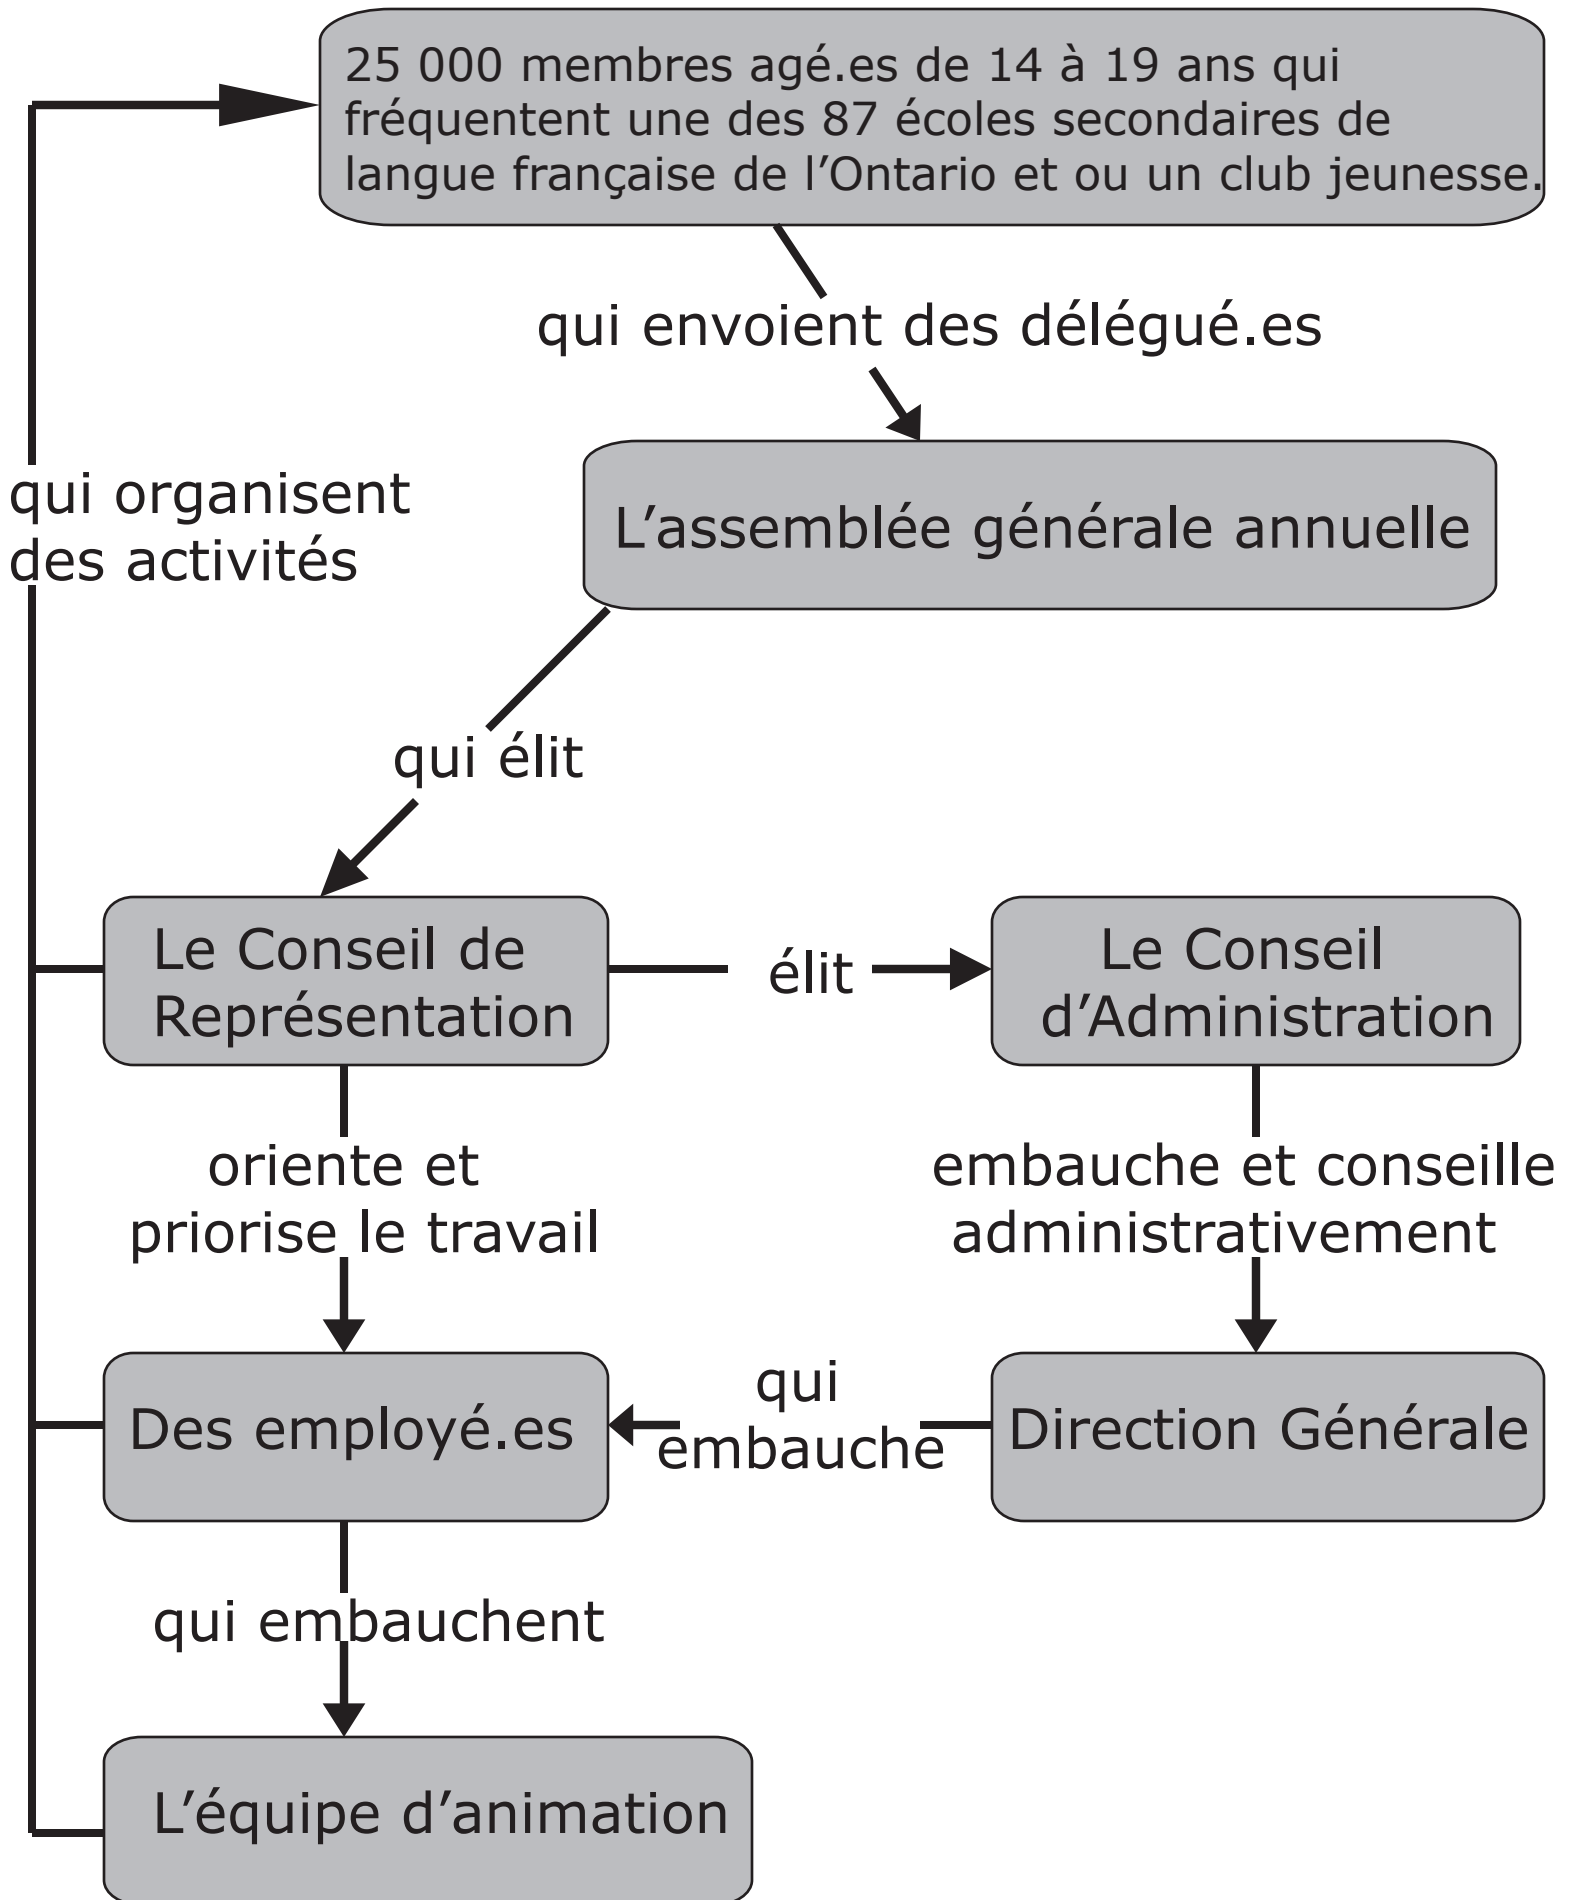 25 000 membres agé.es de 14 à 19 ans qui
fréquentent une des 87 écoles secondaires de
langue française de l’Ontario et ou un club jeunesse.
qui envoient des délégué.es
qui organisent
des activités
L’assemblée générale annuelle
qui élit
Le Conseil de
Représentation
élit
Le Conseil
d’Administration
oriente et
priorise le travail
embauche et conseille
administrativement
Des employé.es
qui
embauche
Direction Générale
qui embauchent
L’équipe d’animation